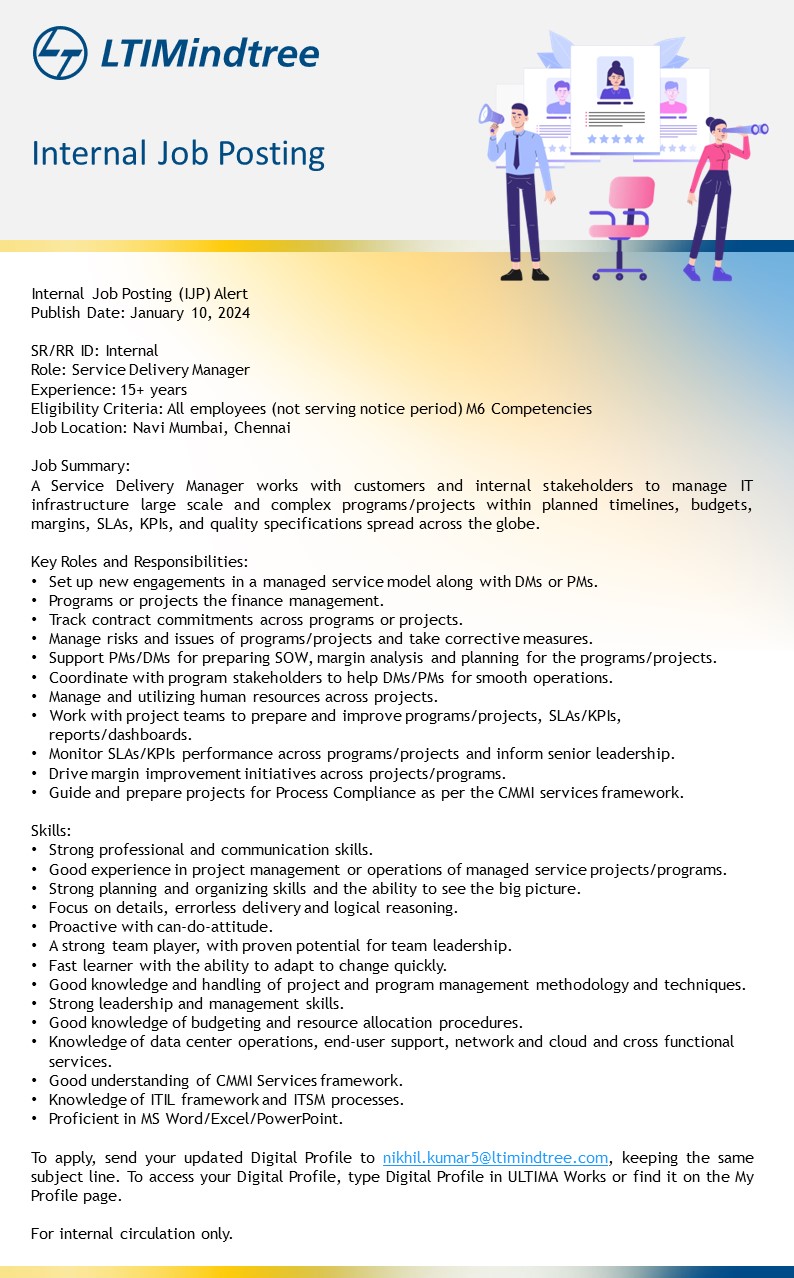 LTIMindtree
Internal Job Posting
Internal Job Posting (IJP) Alert
Publish Date: January 10, 2024
SR/RR ID: Internal
Role: Service Delivery Manager
Experience: 15+ years
Eligibility Criteria: All employees (not serving notice period) M6 Competencies
Job Location: Navi Mumbai, Chennai
Job Summary:
A Service Delivery Manager works with customers and internal stakeholders to manage IT
infrastructure large scale and complex programs/projects within planned timelines, budgets,
margins, SLAs, KPIs, and quality specifications spread across the globe.
Key Roles and Responsibilities:
• Set up new engagements in a managed service model along with DMs or PMs.
• Programs or projects the finance management.
• Track contract commitments across programs or projects.
• Manage risks and issues of programs/projects and take corrective measures.
• Support PMs/DMs for preparing SOW, margin analysis and planning for the programs/projects.
• Coordinate with program stakeholders to help DMs/PMs for smooth operations.
• Manage and utilizing human resources across projects.
• Work with project teams to prepare and improve programs/projects, SLAs/KPIs,
reports/dashboards.
• Monitor SLAs/KPIs performance across programs/projects and inform senior leadership.
• Drive margin improvement initiatives across projects/programs.
• Guide and prepare projects for Process Compliance as per the CMMI services framework.
Skills:
• Strong professional and communication skills.
• Good experience in project management or operations of managed service projects/programs.
• Strong planning and organizing skills and the ability to see the big picture.
• Focus on details, errorless delivery and logical reasoning.
• Proactive with can-do-attitude.
• A strong team player, with proven potential for team leadership.
• Fast learner with the ability to adapt to change quickly.
• Good knowledge and handling of project and program management methodology and techniques.
• Strong leadership and management skills.
• Good knowledge of budgeting and resource allocation procedures.
• Knowledge of data center operations, end-user support, network and cloud and cross functional
services.
• Good understanding of CMMI Services framework.
• Knowledge of ITIL framework and ITSM processes.
• Proficient in MS Word/Excel/PowerPoint.
To apply, send your updated Digital Profile to nikhil.kumar5@ltimindtree.com, keeping the same
subject line. To access your Digital Profile, type Digital Profile in ULTIMA Works or find it on the My
Profile page.
For internal circulation only.